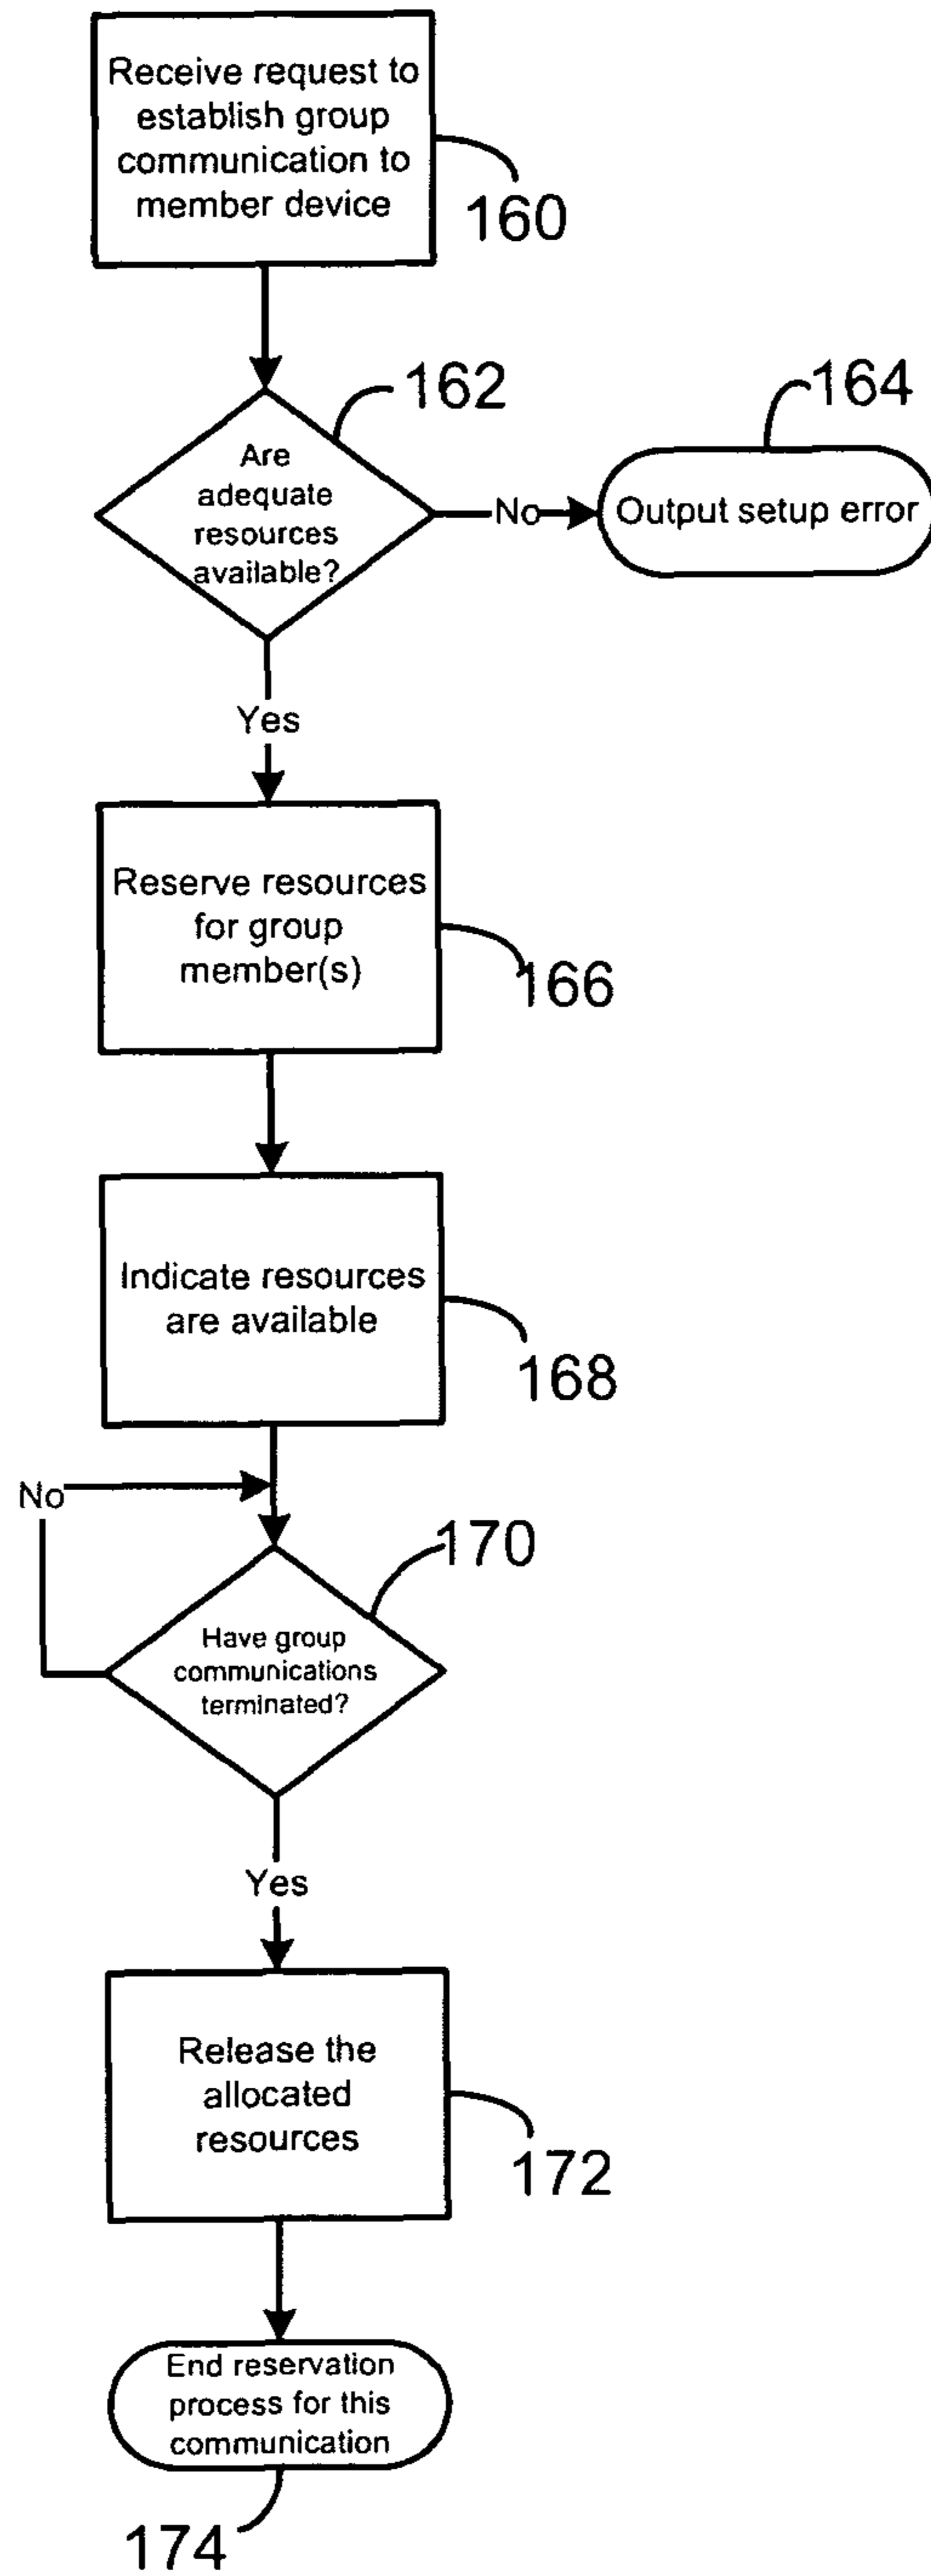 Receive request to
establish group
communication to
member device
160
162
164
Are
adequate
resources
available?
No
Output setup error
Yes
Reserve resources
for group
member(s)
166
Indicate resources
are available
168
No
170
Have group
communications
terminated?
Yes
Release the
allocated
resources
172
End reservation
process for this
communication
174